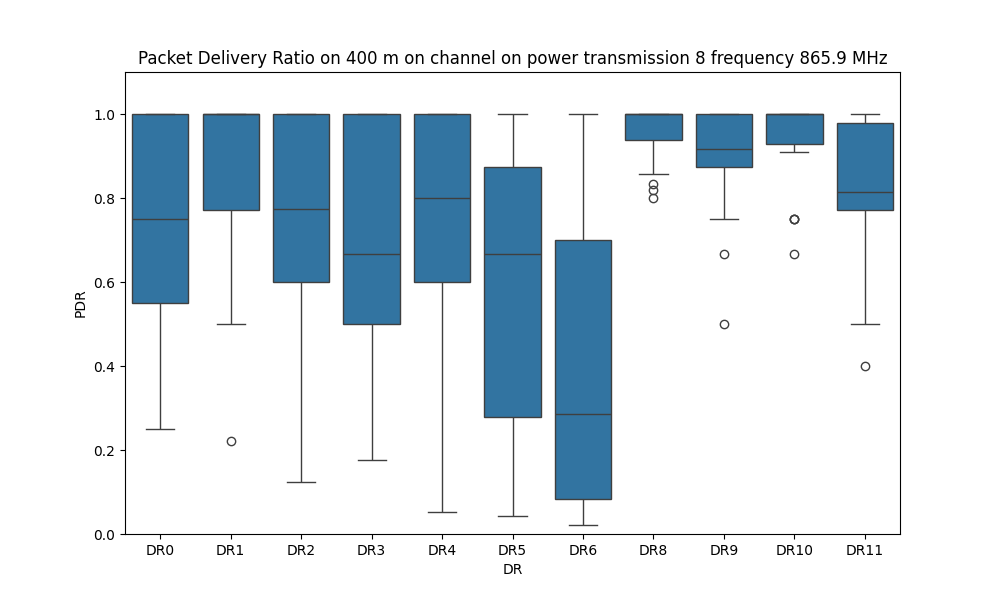 Packet Delivery Ratio on 400 m on channel on power transmission 8 frequency 865.9 MHz
1.0
0.8
0.6
0.4
0.2
0.0
PDR
DR0 DR1 DR2 DR3 DR4 DR5 DR6 DR8 DR9 DR10 DR11
DR